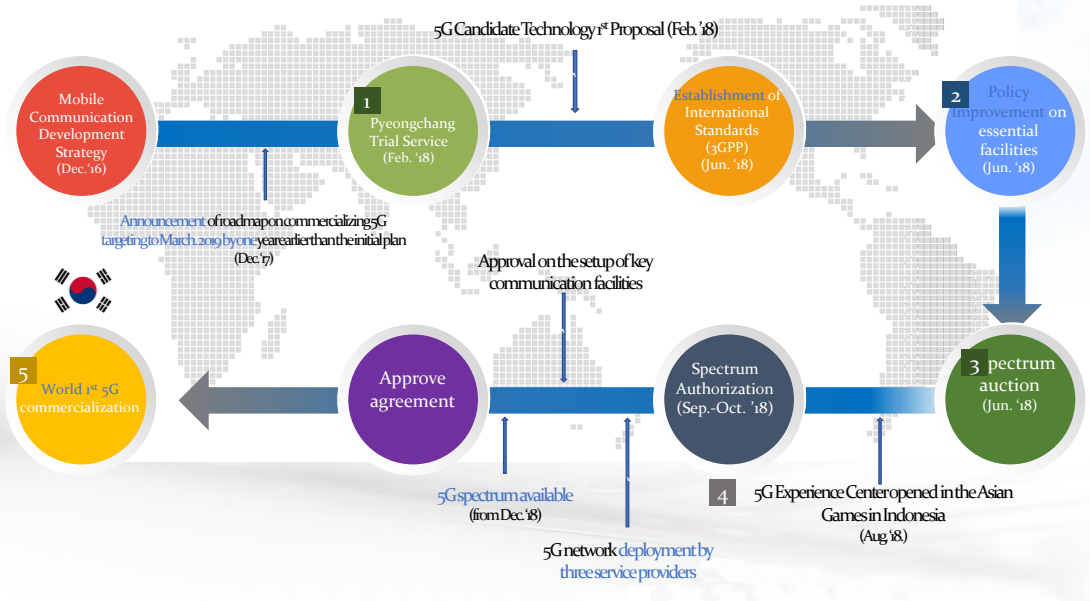 5G Candidate Technology 1st Proposal (Feb. '18)
Mobile
Communication
Development
Strategy
(Dec.'16)
1
Pyeongchang
Trial Service
(Feb. '18)
Establishment of
International
Standards
(3GPP)
(Jun. '18)
2
Policy
improvement on
essential
facilities
(Jun. '18)
Announcement of roadmap on commercializing 5G
targeting to March. 2019 by one year earlier than the initial plan
(Dec.'17)
Approval on the setup of key
communication facilities
5
World 1st 5G
commercialization
Approve
agreement
Spectrum
Authorization
(Sep.-Oct. '18)
3
pectrum
auction
(Jun. '18)
4
5G spectrum available
(from Dec. '18)
5G Experience Center opened in the Asian
Games in Indonesia
(Aug. '18.)
5G network deployment by
three service providers